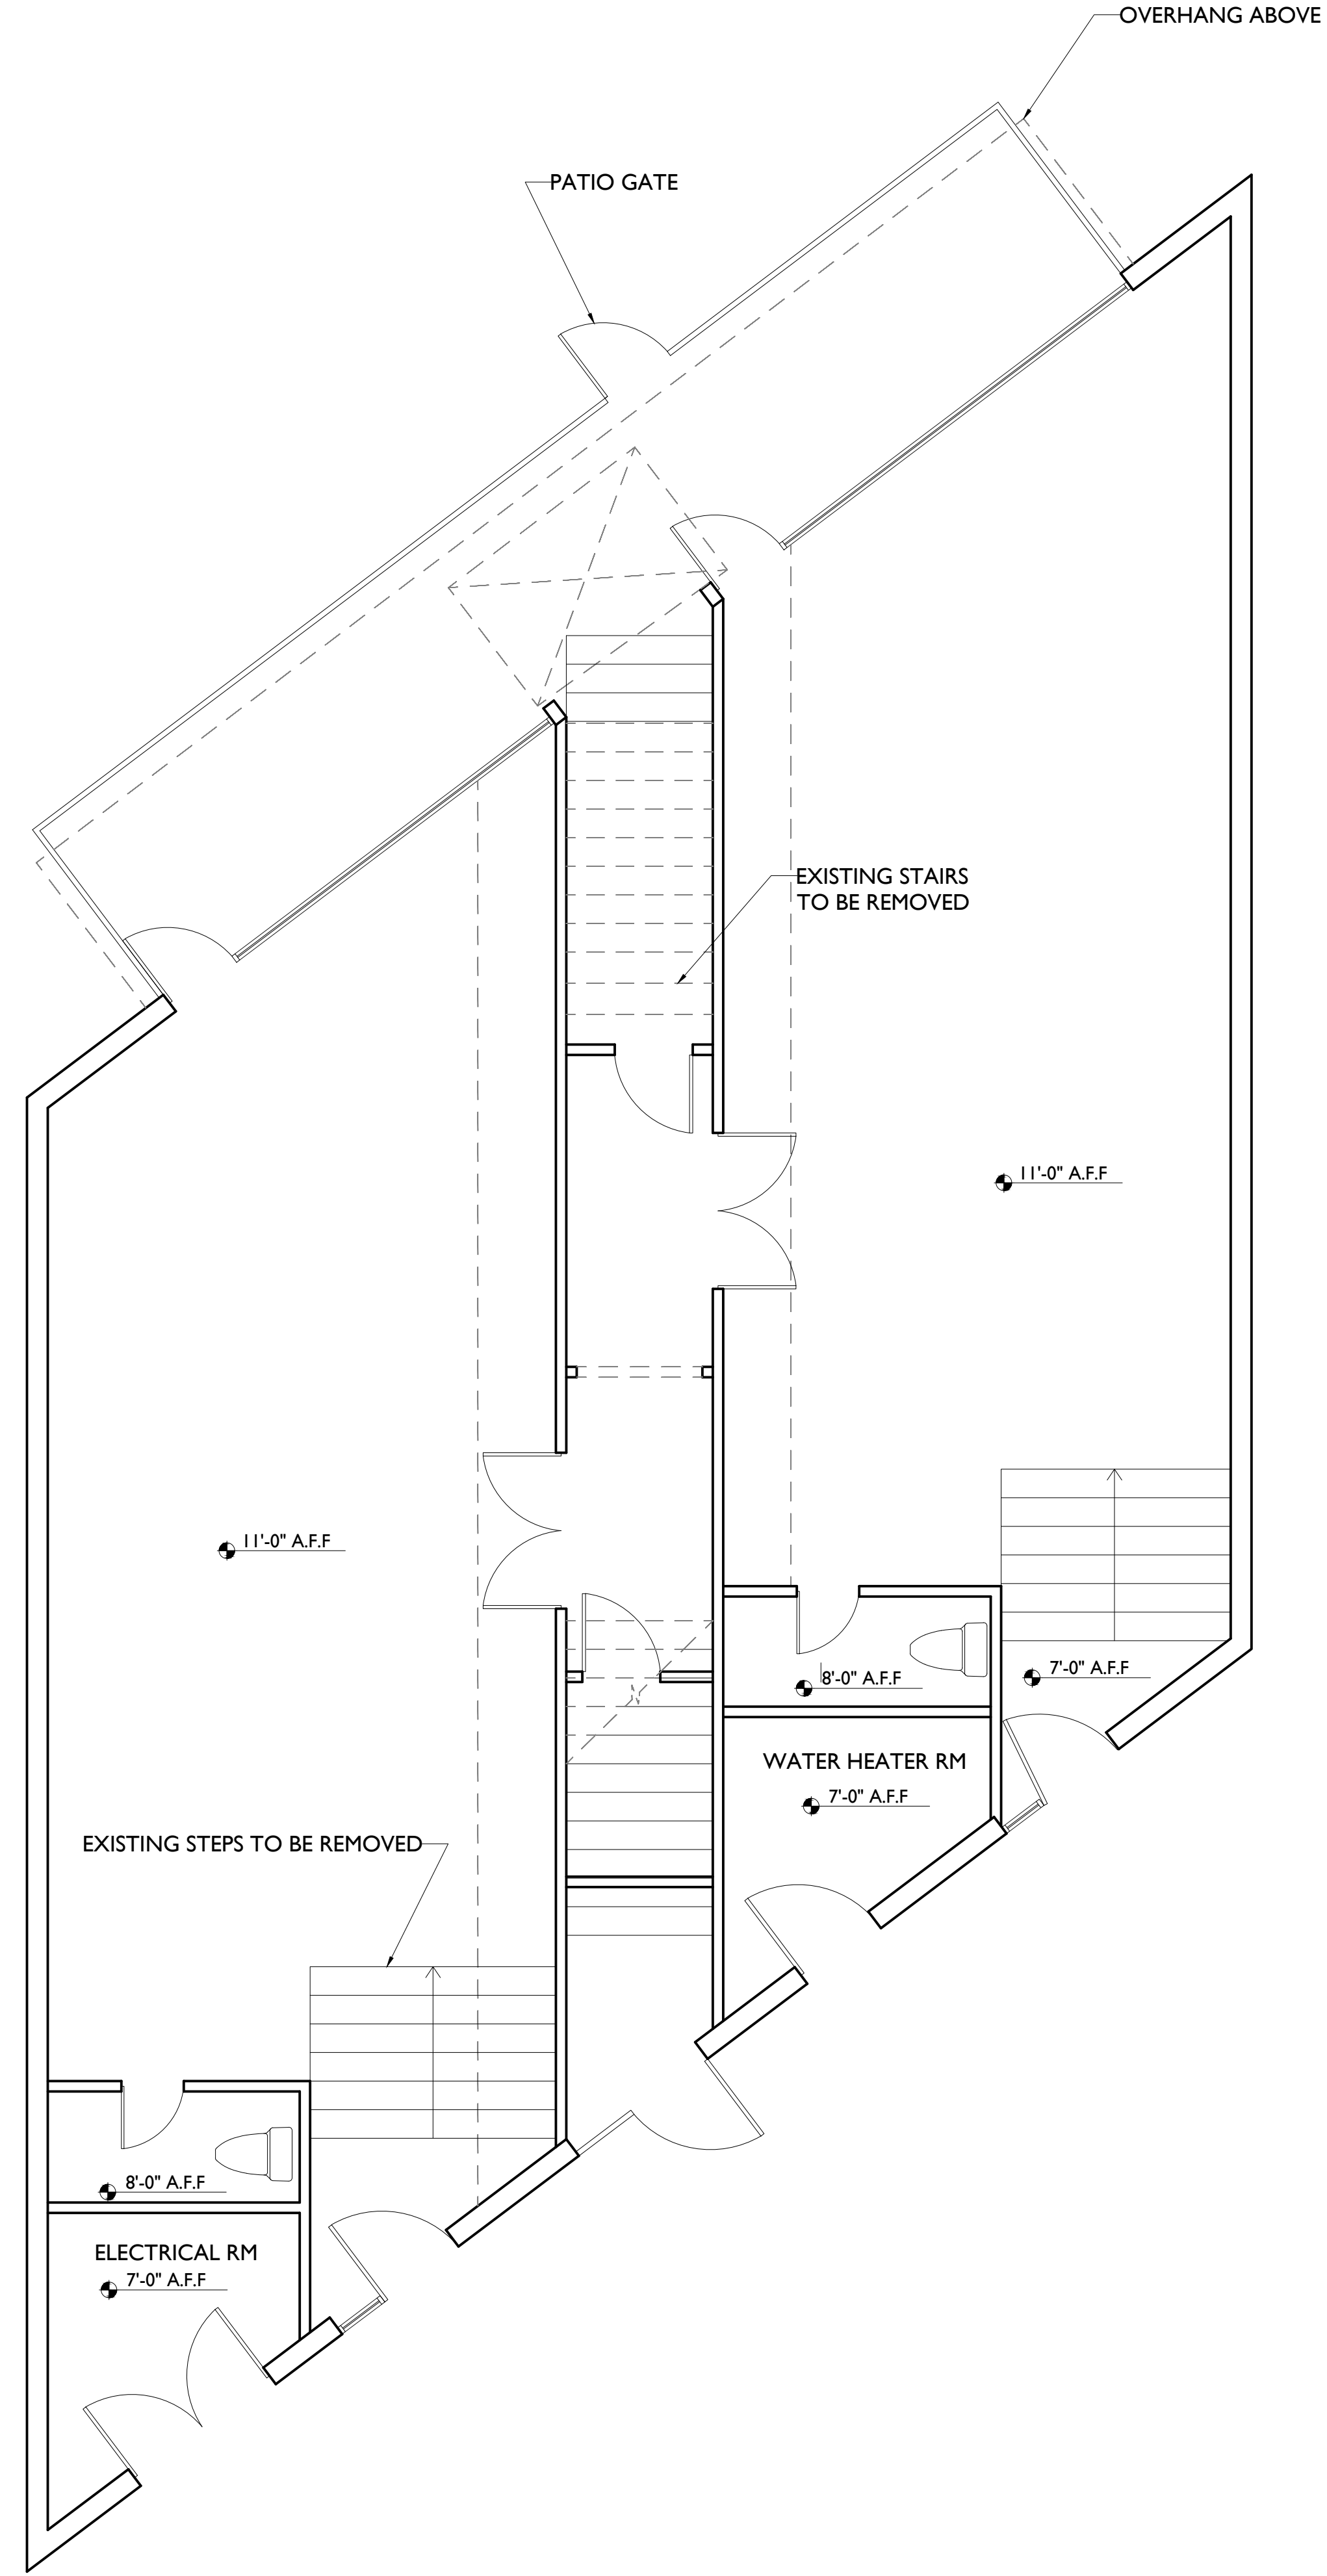 OVERHANG ABOVE
PATIO GATE
EXISTING STAIRS
TO BE REMOVED
11'-0" A.F.F
11'-0" A.F.F
8'-0" A.F.F
7'-0" A.F.F
WATER HEATER RM
7'-0" A.F.F
EXISTING STEPS TO BE REMOVED
8'-0" A.F.F
ELECTRICAL RM
7'-0" A.F.F